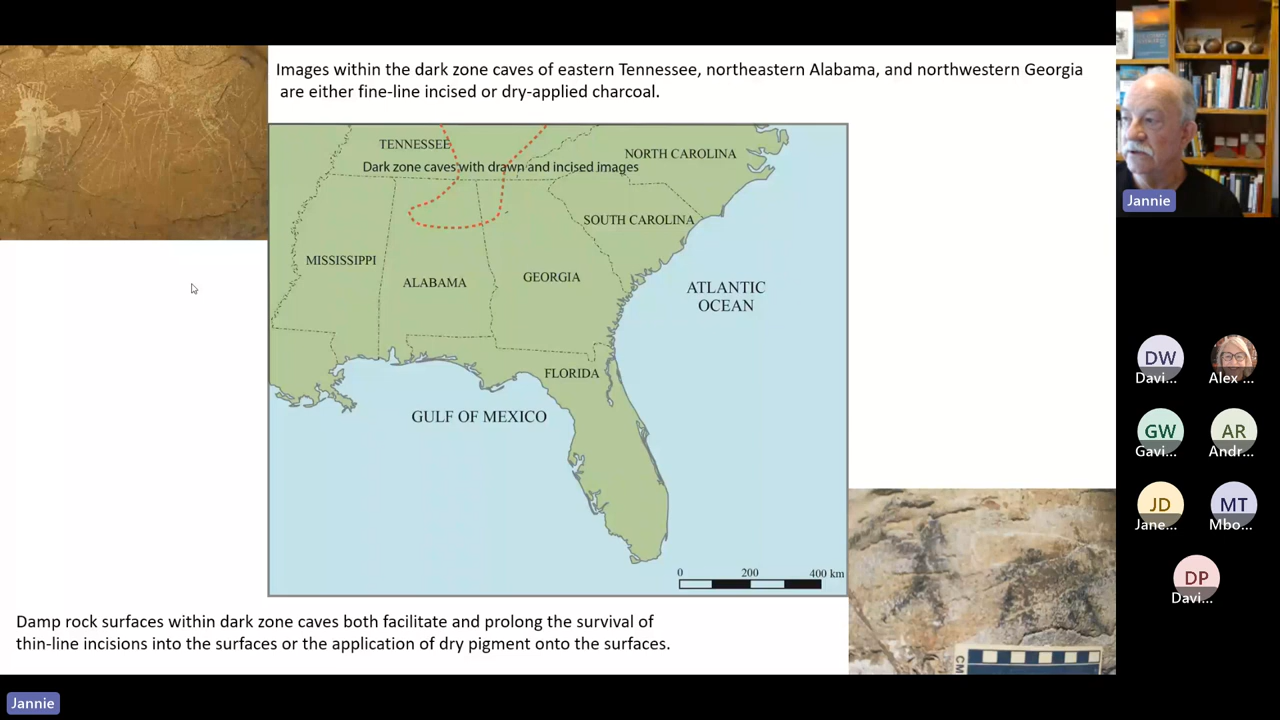 Images within the dark zone caves of eastern Tennessee, northeastern Alabama, and northwestern Georgia
are either fine-line incised or dry-applied charcoal.
TENNESSEE
NORTH CAROLINA
Dark zone caves with drawn and incised images
SOUTH CAROLINA
MISSISSIPPI
ALABAMA
GEORGIA
ATLANTIC
OCEAN
FLORIDA
GULF OF MEXICO
0 200 400 km
CM
Damp rock surfaces within dark zone caves both facilitate and prolong the survival of
thin-line incisions into the surfaces or the application of dry pigment onto the surfaces.
Jannie
Jannie
DW
Davi...
Alex ...
GW
Gavi...
AR
Andr...
JD
Jane...
MT
Mbo...
DP
Davi...